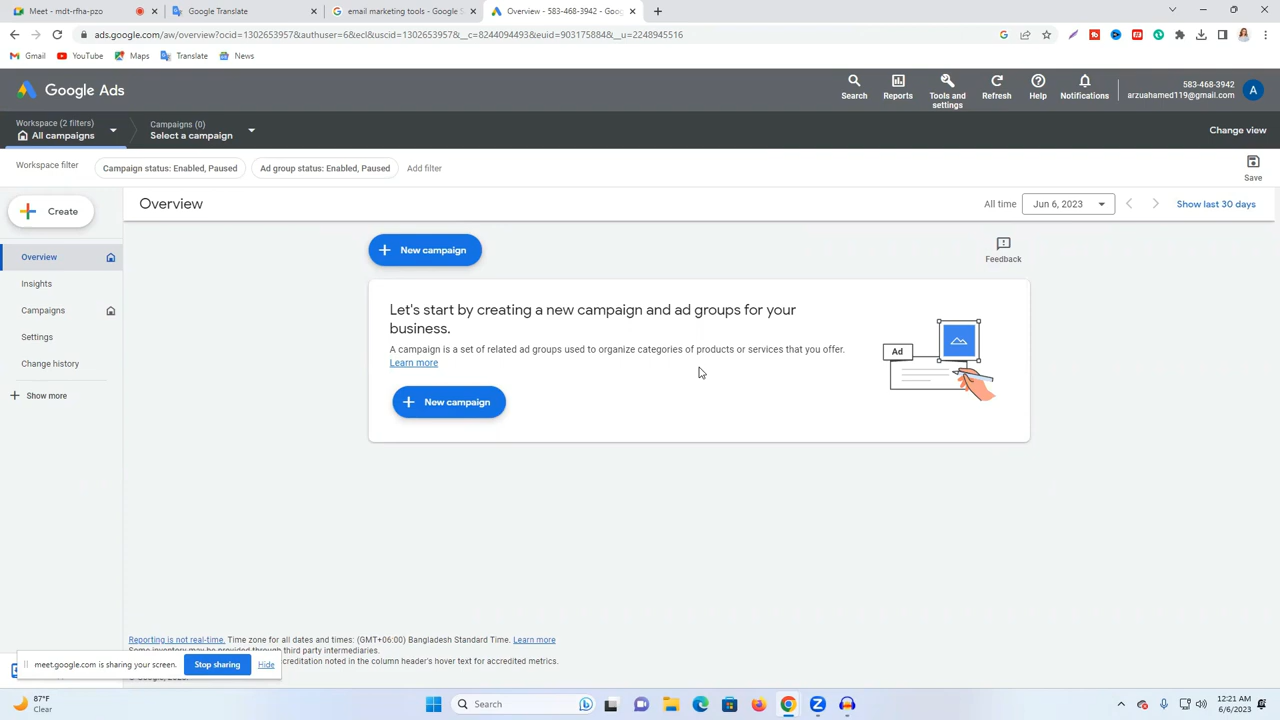 Meet - mdt-rfha-pzo
Google Translate
email marketing tools - Google S
Overview - 583-468-3942 - Goog
ads.google.com/aw/overview?ocid=1302653957&authuser=6&ecl&uscid=1302653957&__c=8244094493&euid=903175884&__u=2248945516
Gmail YouTube Maps Translate News
Google Ads
Search Reports Tools and settings Refresh Help Notifications
583-468-3942
arzuahamed119@gmail.com
A
Workspace (2 filters)
All campaigns
Campaigns (0)
Select a campaign
Change view
Workspace filter
Campaign status: Enabled, Paused
Ad group status: Enabled, Paused
Add filter
Save
Create
Overview
All time
Jun 6, 2023
Show last 30 days
Overview
Insights
Campaigns
Settings
Change history
Show more
New campaign
Feedback
Let's start by creating a new campaign and ad groups for your
business.
A campaign is a set of related ad groups used to organize categories of products or services that you offer.
Learn more
New campaign
Ad
Reporting is not real-time. Time zone for all dates and times: (GMT+06:00) Bangladesh Standard Time. Learn more
Some inventory may be provided through third party intermediaries.
creditation noted in the column header's hover text for accredited metrics.
meet.google.com is sharing your screen.
Stop sharing
Hide
87°F
Clear
Search
12:21 AM
6/6/2023